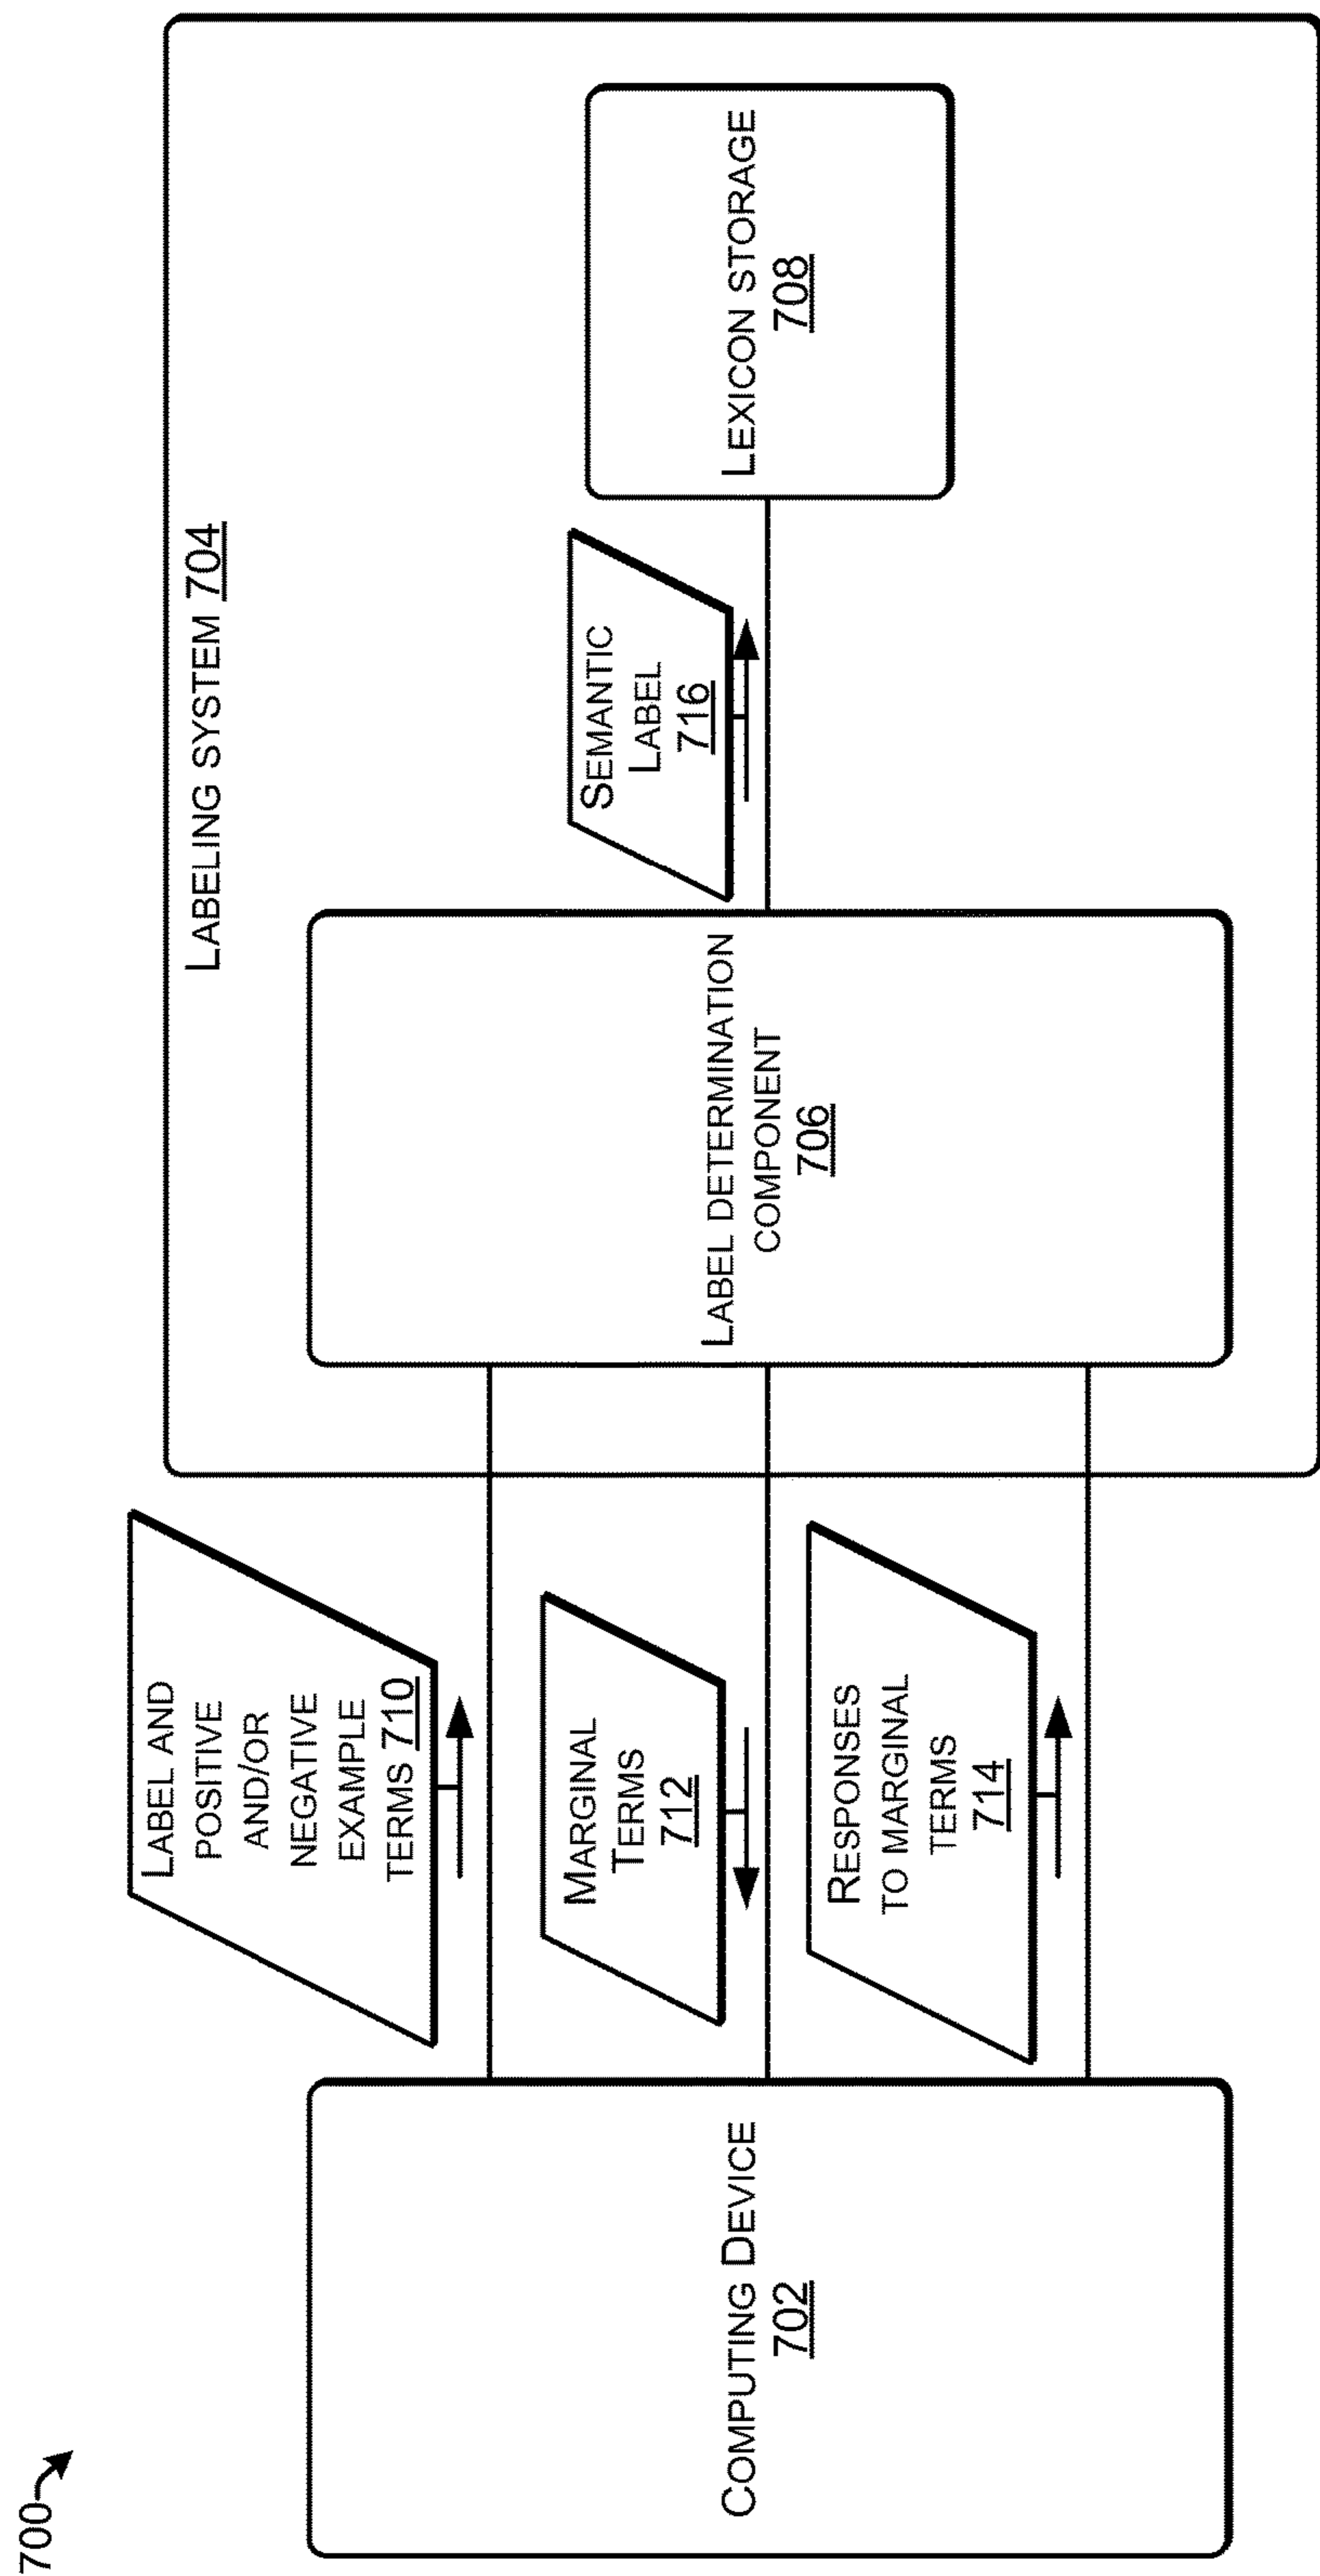 700
LABELING SYSTEM 704
LABEL AND
POSITIVE
AND/OR
NEGATIVE
EXAMPLE
TERMS 710
MARGINAL
TERMS
712
RESPONSES
TO MARGINAL
TERMS
714
COMPUTING DEVICE
702
LABEL DETERMINATION
COMPONENT
706
SEMANTIC
LABEL
716
LEXICON STORAGE
708